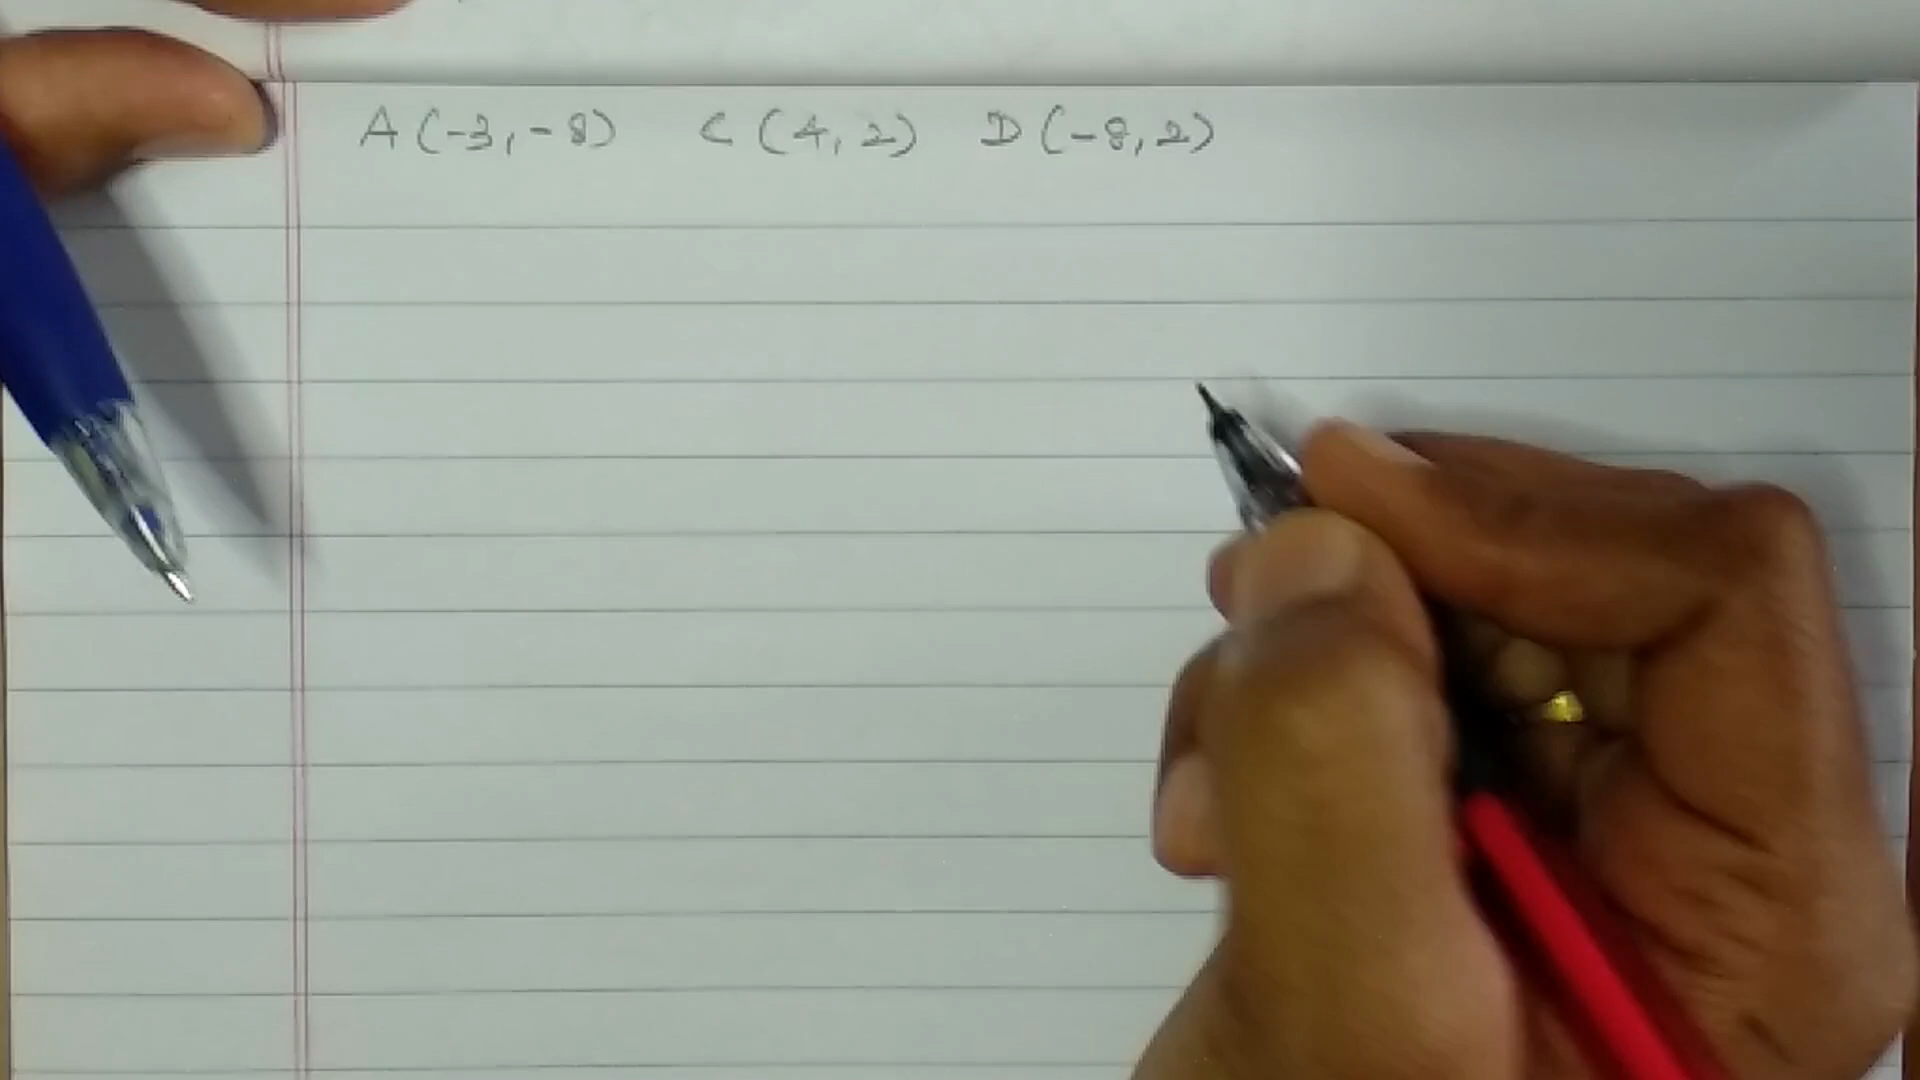 A (-3, -8) C (4, 2) D (-8, 2)